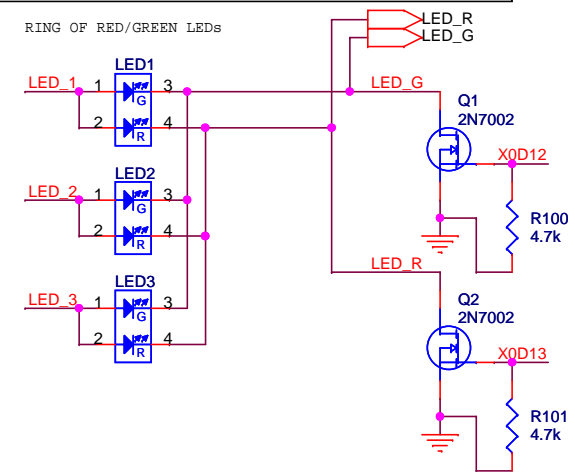 RING OF RED/GREEN LEDs
LED_R
LED_G
LED1
LED_1 1 3 LED_G
G
2 4
R
Q1
2N7002
X0D12
LED2
LED_2 1 3
G
2 4
R
R100
4.7k
LED_R
LED3
LED_3 1 3
G
2 4
R
Q2
2N7002
X0D13
R101
4.7k